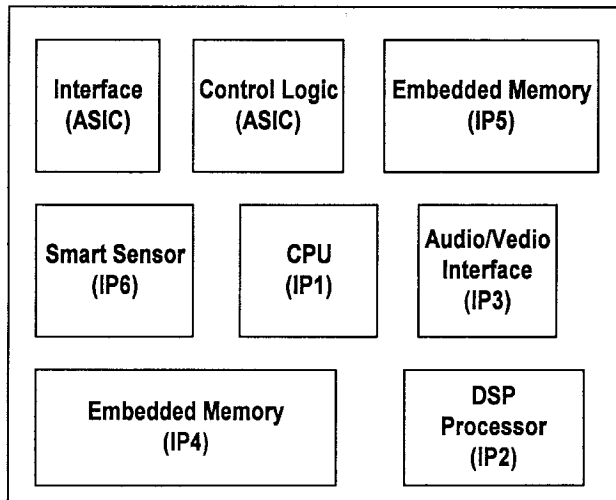 Interface
(ASIC)
Control Logic
(ASIC)
Embedded Memory
(IP5)
Smart Sensor
(IP6)
CPU
(IP1)
Audio/Vedio
Interface
(IP3)
Embedded Memory
(IP4)
DSP
Processor
(IP2)